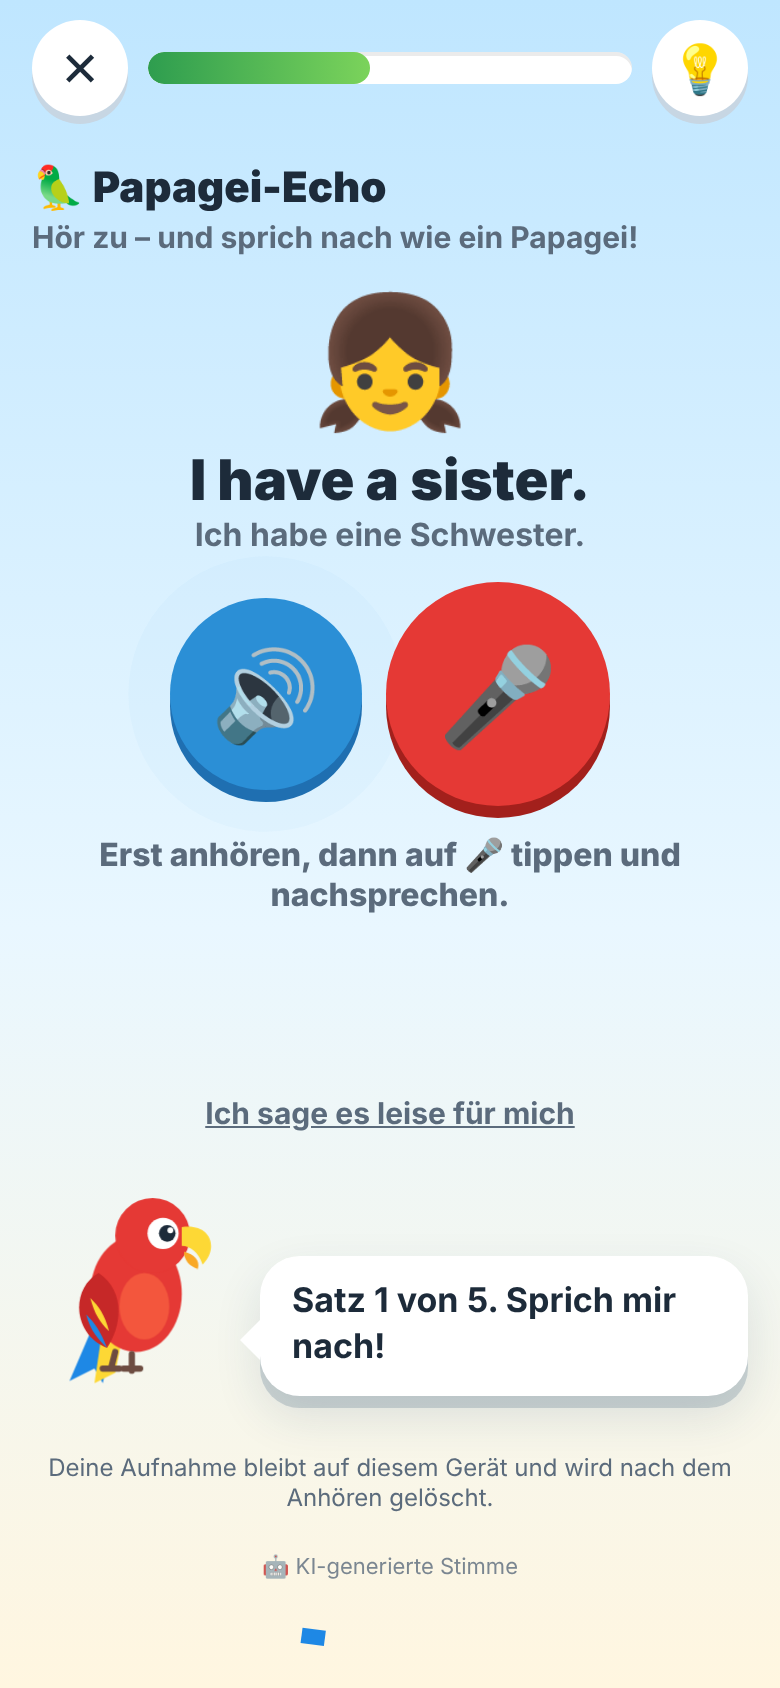 Papagei-Echo
Hör zu – und sprich nach wie ein Papagei!
I have a sister.
Ich habe eine Schwester.
Erst anhören, dann auf 🎤 tippen und
nachsprechen.
Ich sage es leise für mich
Satz 1 von 5. Sprich mir
nach!
Deine Aufnahme bleibt auf diesem Gerät und wird nach dem
Anhören gelöscht.
🤖 KI-generierte Stimme